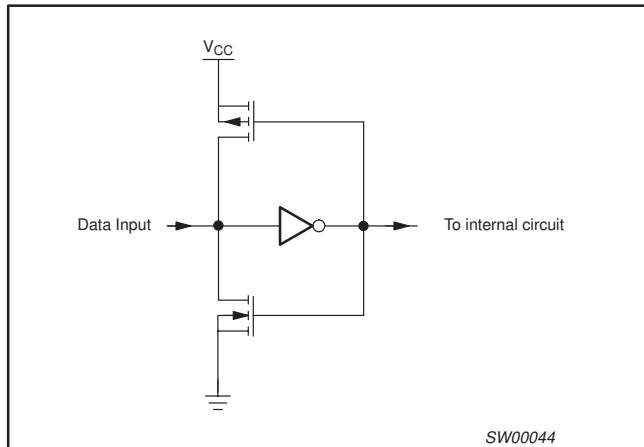 VCC
Data Input
To internal circuit
SW00044